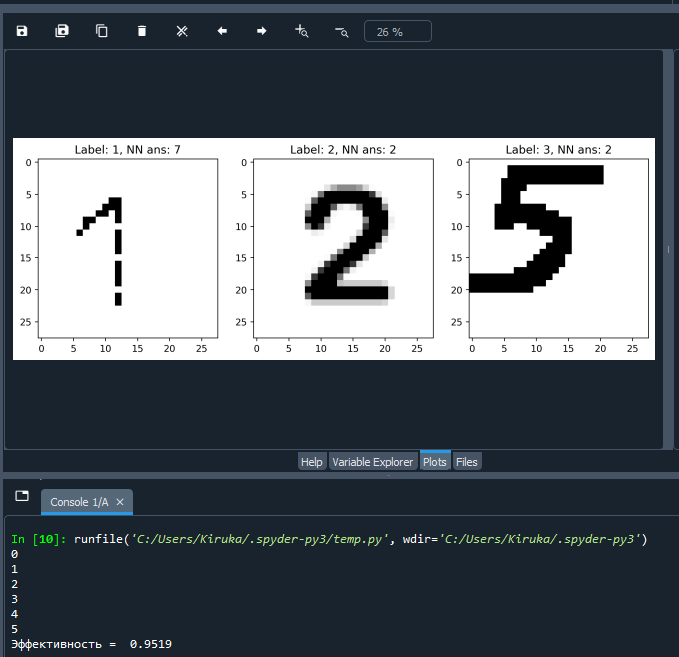 26 %
Label: 1, NN ans: 7
Label: 2, NN ans: 2
Label: 3, NN ans: 2
0
5
10
15
20
25
0 5 10 15 20 25
0
5
10
15
20
25
0 5 10 15 20 25
0
5
10
15
20
25
0 5 10 15 20 25
1
2
5
Help Variable Explorer Plots Files
Console 1/A
In [10]: runfile('C:/Users/Kiruka/.spyder-py3/temp.py', wdir='C:/Users/Kiruka/.spyder-py3')
0
1
2
3
4
5
Эффективность =  0.9519